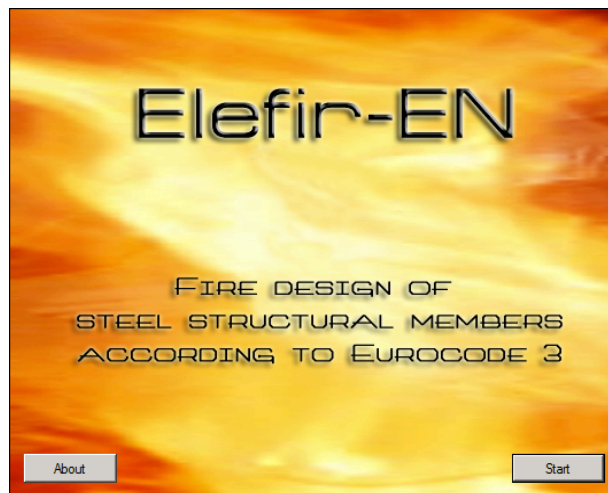 Elefir-EN
FIRE DESIGN OF
STEEL STRUCTURAL MEMBERS
ACCORDING TO EUROCODE 3
About
Start